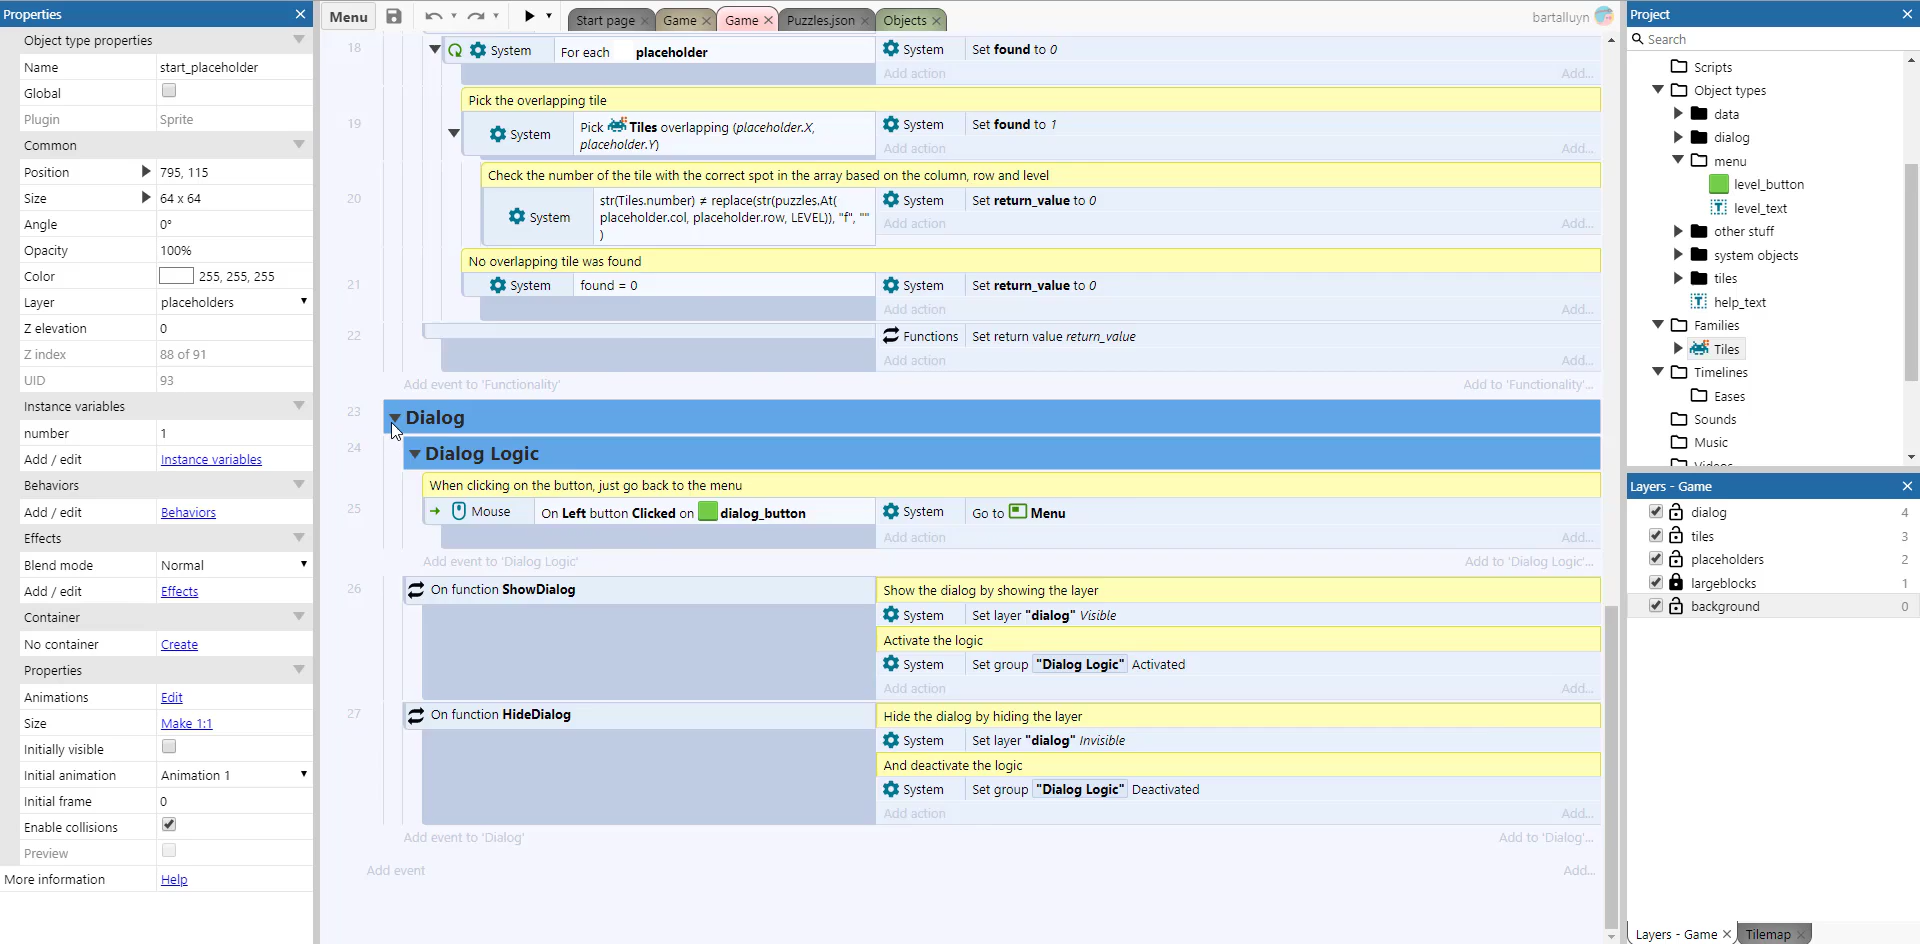 Properties
Object type properties
Name start_placeholder
Global
Plugin Sprite
Common
Position 795, 115
Size 64 x 64
Angle 0°
Opacity 100%
Color 255, 255, 255
Layer placeholders
Z elevation 0
Z index 88 of 91
UID 93
Instance variables
number 1
Add / edit Instance variables
Behaviors
Add / edit Behaviors
Effects
Blend mode Normal
Add / edit Effects
Container
No container Create
Properties
Animations Edit
Size Make 1:1
Initially visible
Initial animation Animation 1
Initial frame 0
Enable collisions
Preview
More information Help
Menu
Start page
Game
Game
Puzzles.json
Objects
bartalluyn
18 System For each placeholder System Set found to 0
Add action Add...
Pick the overlapping tile
19 System Pick Tiles overlapping (placeholder.X,
placeholder.Y)
System Set found to 1
Add action Add...
Check the number of the tile with the correct spot in the array based on the column, row and level
20 System str(Tiles.number) ≠ replace(str(puzzles.At(
placeholder.col, placeholder.row, LEVEL)), "f", ""
)
System Set return_value to 0
Add action Add...
No overlapping tile was found
21 System found = 0 System Set return_value to 0
Add action Add...
22 Functions Set return value return_value
Add action Add...
Add event to 'Functionality' Add to 'Functionality'...
23 Dialog
24 Dialog Logic
When clicking on the button, just go back to the menu
25 Mouse On Left button Clicked on dialog_button System Go to Menu
Add action Add...
Add event to 'Dialog Logic' Add to 'Dialog Logic'...
26 On function ShowDialog Show the dialog by showing the layer
System Set layer "dialog" Visible
Activate the logic
System Set group "Dialog Logic" Activated
Add action Add...
27 On function HideDialog Hide the dialog by hiding the layer
System Set layer "dialog" Invisible
And deactivate the logic
System Set group "Dialog Logic" Deactivated
Add action Add...
Add event to 'Dialog' Add to 'Dialog'...
Add event Add...
Project
Search
Scripts
Object types
data
dialog
menu
level_button
level_text
other stuff
system objects
tiles
help_text
Families
Tiles
Timelines
Eases
Sounds
Music
Videos
Layers - Game
dialog 4
tiles 3
placeholders 2
largeblocks 1
background 0
Layers - Game
Tilemap